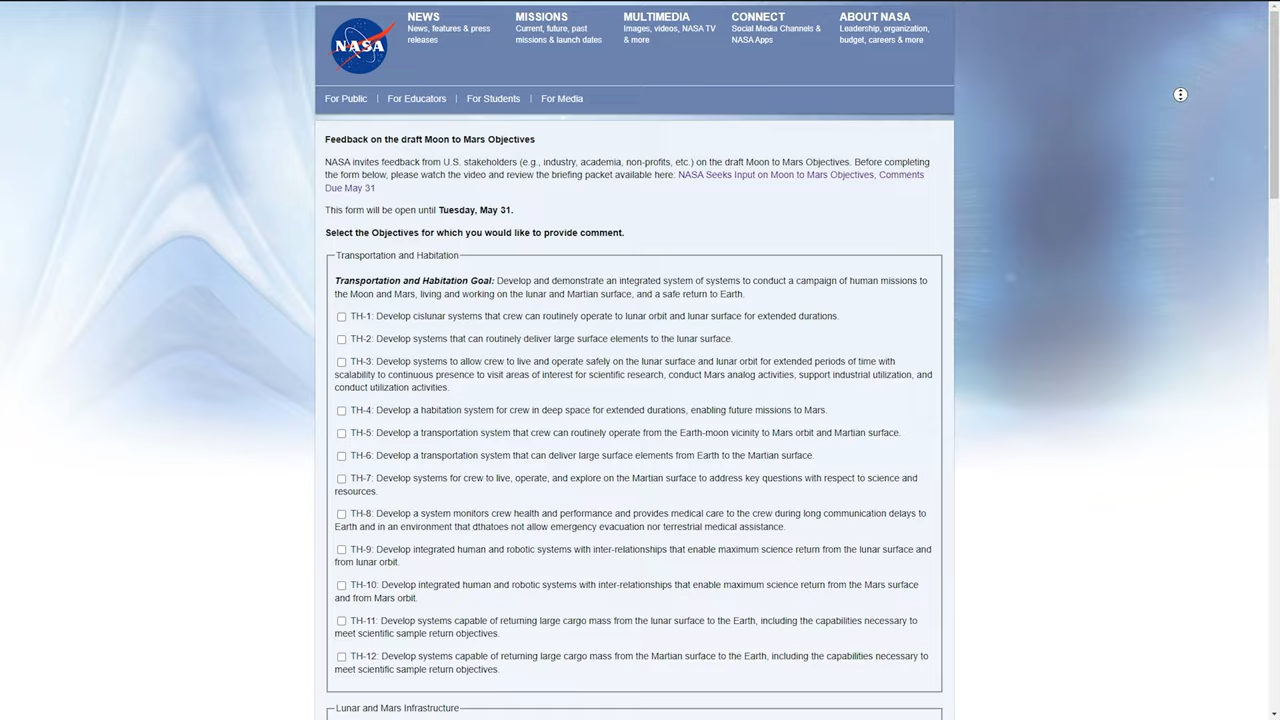 NASA
NEWS
News, features & press
releases
MISSIONS
Current, future, past
missions & launch dates
MULTIMEDIA
Images, videos, NASA TV
& more
CONNECT
Social Media Channels &
NASA Apps
ABOUT NASA
Leadership, organization,
budget, careers & more
For Public | For Educators | For Students | For Media
Feedback on the draft Moon to Mars Objectives
NASA invites feedback from U.S. stakeholders (e.g., industry, academia, non-profits, etc.) on the draft Moon to Mars Objectives. Before completing
the form below, please watch the video and review the briefing packet available here: NASA Seeks Input on Moon to Mars Objectives, Comments
Due May 31
This form will be open until Tuesday, May 31.
Select the Objectives for which you would like to provide comment.
Transportation and Habitation
Transportation and Habitation Goal: Develop and demonstrate an integrated system of systems to conduct a campaign of human missions to
the Moon and Mars, living and working on the lunar and Martian surface, and a safe return to Earth.
TH-1: Develop cislunar systems that crew can routinely operate to lunar orbit and lunar surface for extended durations.
TH-2: Develop systems that can routinely deliver large surface elements to the lunar surface.
TH-3: Develop systems to allow crew to live and operate safely on the lunar surface and lunar orbit for extended periods of time with
scalability to continuous presence to visit areas of interest for scientific research, conduct Mars analog activities, support industrial utilization, and
conduct utilization activities.
TH-4: Develop a habitation system for crew in deep space for extended durations, enabling future missions to Mars.
TH-5: Develop a transportation system that crew can routinely operate from the Earth-moon vicinity to Mars orbit and Martian surface.
TH-6: Develop a transportation system that can deliver large surface elements from Earth to the Martian surface.
TH-7: Develop systems for crew to live, operate, and explore on the Martian surface to address key questions with respect to science and
resources.
TH-8: Develop a system monitors crew health and performance and provides medical care to the crew during long communication delays to
Earth and in an environment that dthatoes not allow emergency evacuation nor terrestrial medical assistance.
TH-9: Develop integrated human and robotic systems with inter-relationships that enable maximum science return from the lunar surface and
from lunar orbit.
TH-10: Develop integrated human and robotic systems with inter-relationships that enable maximum science return from the Mars surface
and from Mars orbit.
TH-11: Develop systems capable of returning large cargo mass from the lunar surface to the Earth, including the capabilities necessary to
meet scientific sample return objectives.
TH-12: Develop systems capable of returning large cargo mass from the Martian surface to the Earth, including the capabilities necessary to
meet scientific sample return objectives.
Lunar and Mars Infrastructure